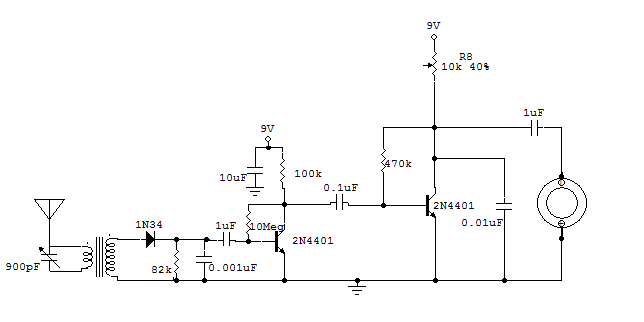 9V
R8
10k 40%
1uF
9V
10uF
100k
470k
0.1uF
1N34
1uF
10Meg
2N4401
2N4401
0.01uF
900pF
82k
0.001uF